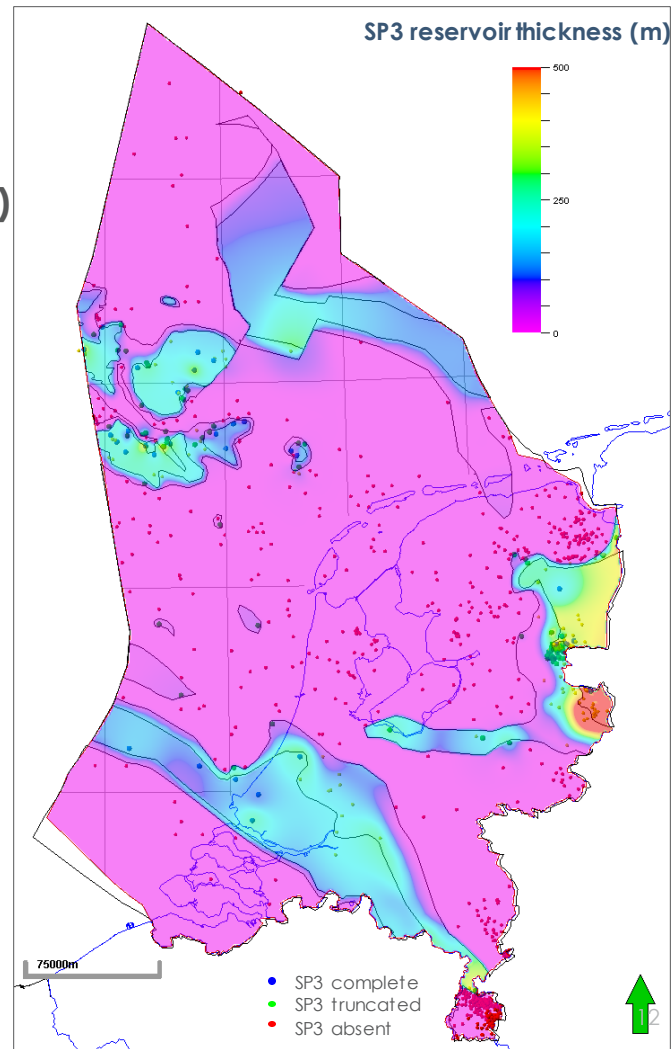 SP3 reservoir thickness (m)
)
500
250
0
75000m
SP3 complete
SP3 truncated
SP3 absent
12